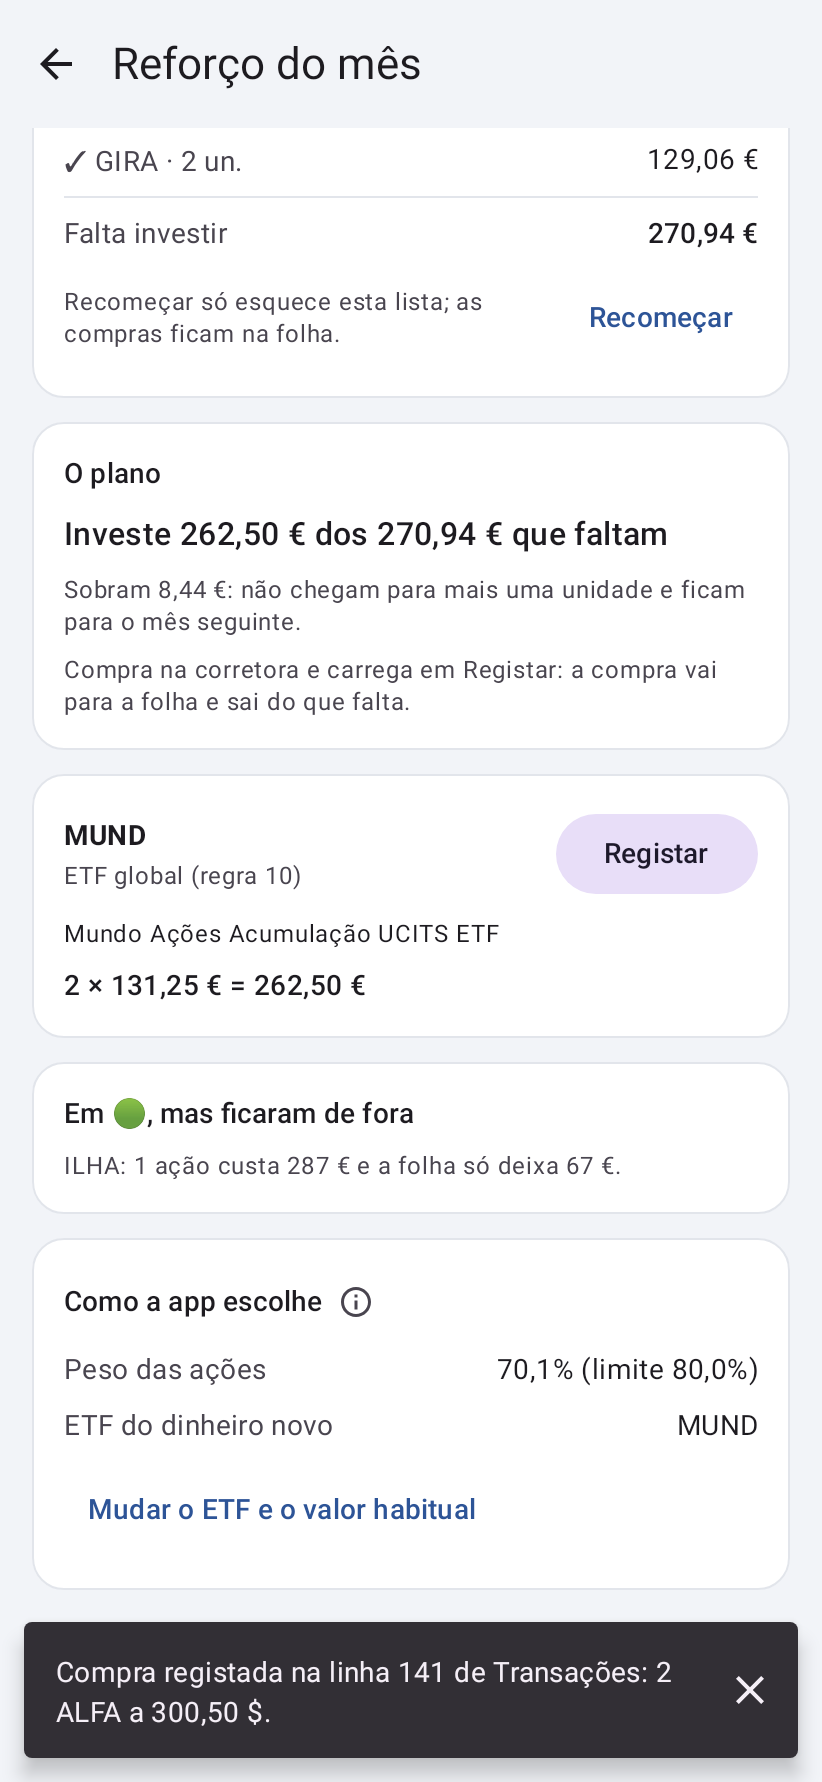 Reforço do mês
✓ GIRA · 2 un.
129,06 €
Falta investir
270,94 €
Recomeçar só esquece esta lista; as
compras ficam na folha.
Recomeçar
O plano
Investe 262,50 € dos 270,94 € que faltam
Sobram 8,44 €: não chegam para mais uma unidade e ficam
para o mês seguinte.
Compra na corretora e carrega em Registar: a compra vai
para a folha e sai do que falta.
MUND
ETF global (regra 10)
Registar
Mundo Ações Acumulação UCITS ETF
2 × 131,25 € = 262,50 €
Em 🟢, mas ficaram de fora
ILHA: 1 ação custa 287 € e a folha só deixa 67 €.
Como a app escolhe
Peso das ações
70,1% (limite 80,0%)
ETF do dinheiro novo
MUND
Mudar o ETF e o valor habitual
Compra registada na linha 141 de Transações: 2
ALFA a 300,50 $.